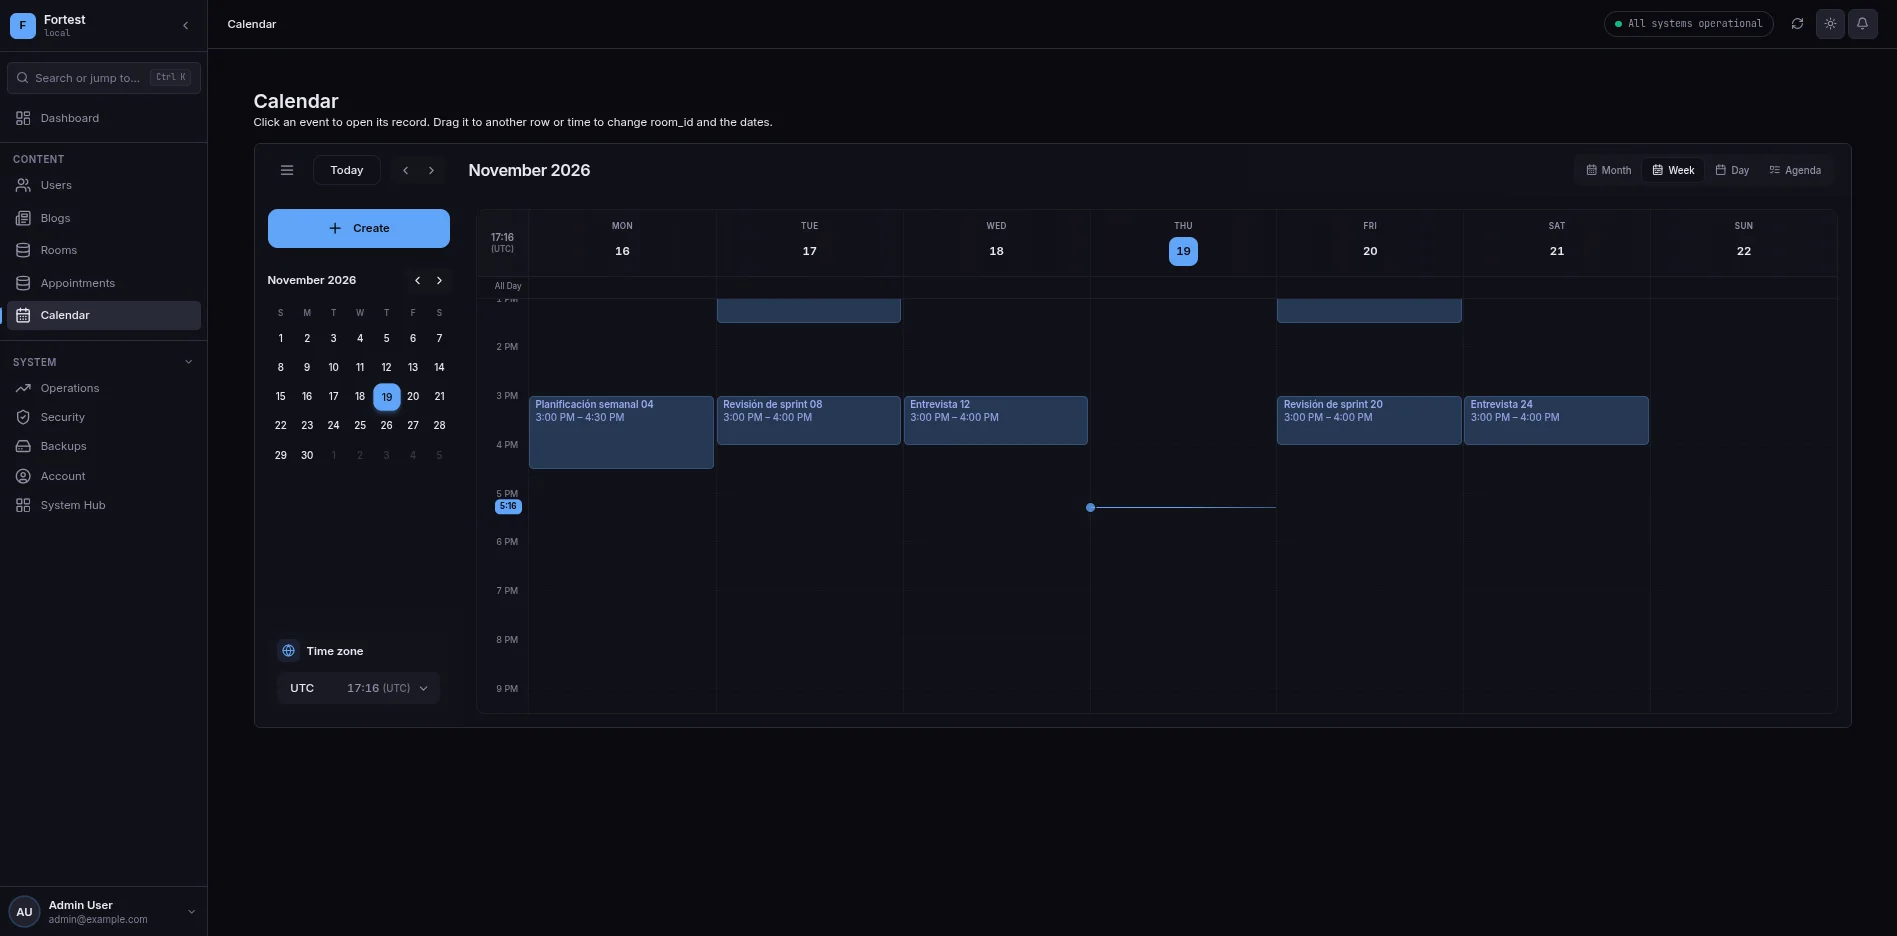 F
Fortest
local
Search or jump to...
Ctrl K
Dashboard
CONTENT
Users
Blogs
Rooms
Appointments
Calendar
SYSTEM
Operations
Security
Backups
Account
System Hub
AU
Admin User
admin@example.com
Calendar
All systems operational
Calendar
Click an event to open its record. Drag it to another row or time to change room_id and the dates.
Today
November 2026
Month
Week
Day
Agenda
Create
November 2026
S M T W T F S
1 2 3 4 5 6 7
8 9 10 11 12 13 14
15 16 17 18 19 20 21
22 23 24 25 26 27 28
29 30 1 2 3 4 5
Time zone
UTC 17:16 (UTC)
17:16
(UTC)
MON TUE WED THU FRI SAT SUN
16 17 18 19 20 21 22
All Day
1 PM
2 PM
3 PM
Planificación semanal 04
3:00 PM – 4:30 PM
Revisión de sprint 08
3:00 PM – 4:00 PM
Entrevista 12
3:00 PM – 4:00 PM
Revisión de sprint 20
3:00 PM – 4:00 PM
Entrevista 24
3:00 PM – 4:00 PM
4 PM
5 PM
5:16
6 PM
7 PM
8 PM
9 PM